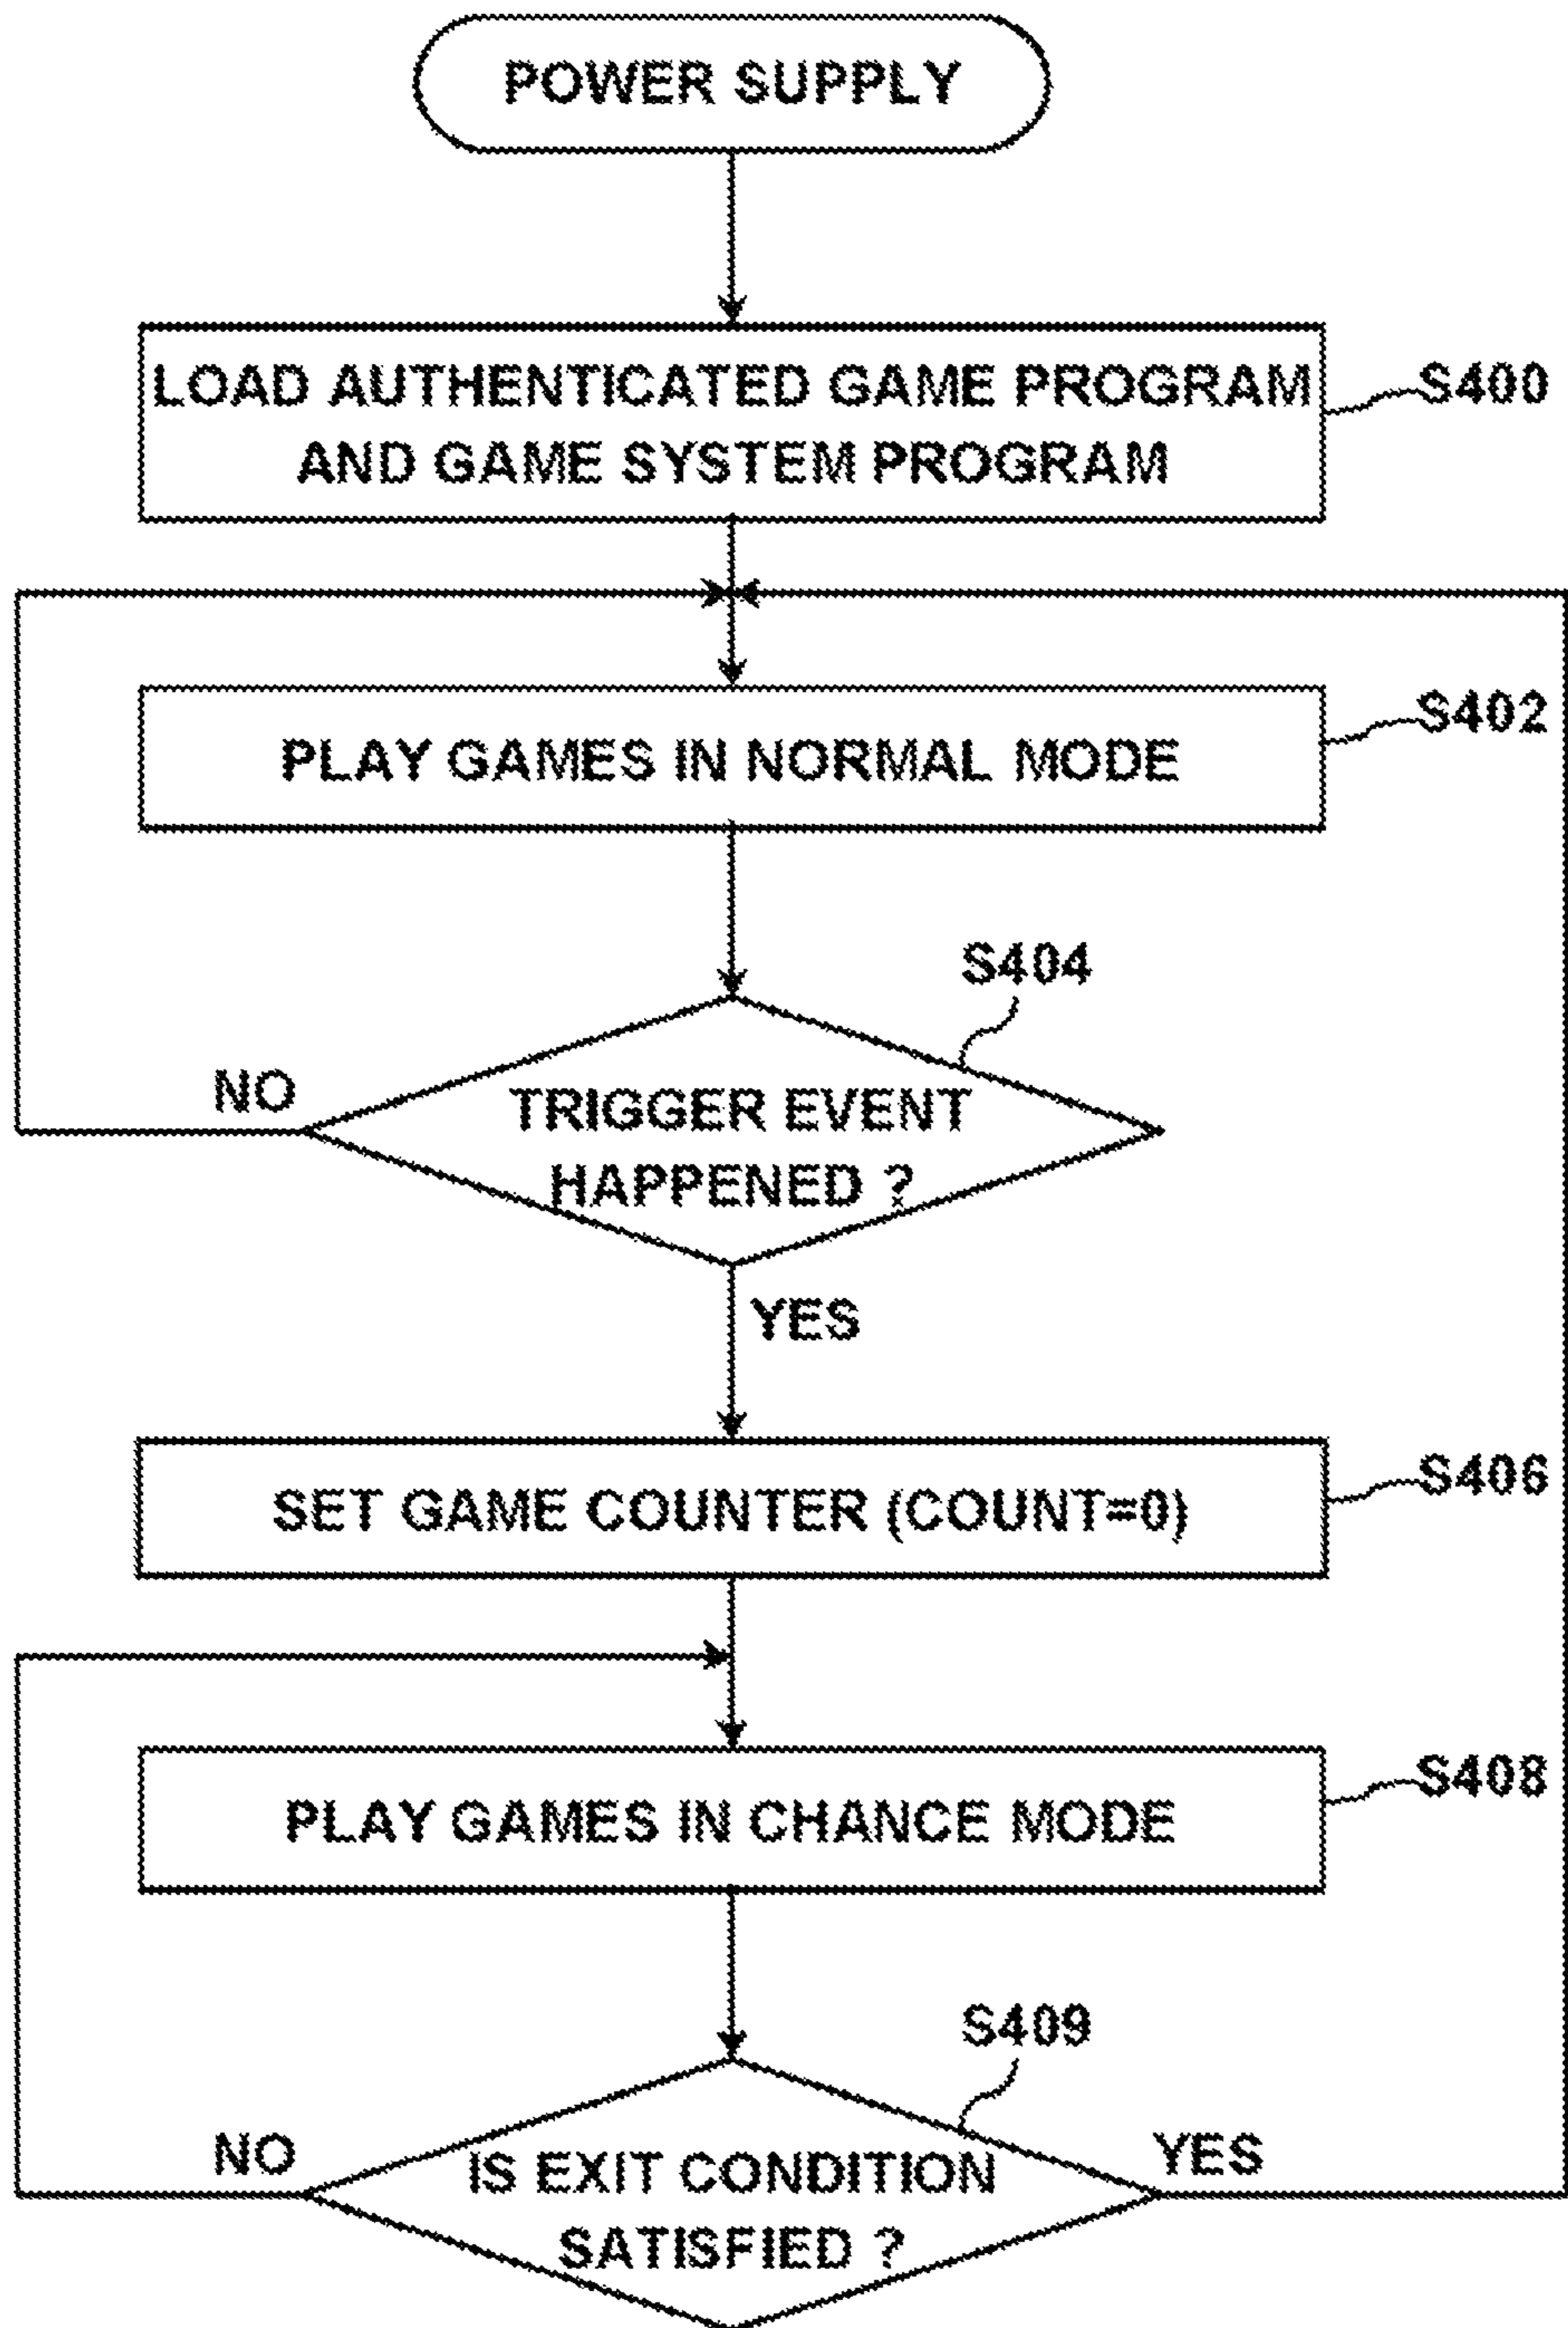 POWER SUPPLY
LOAD AUTHENTICATED GAME PROGRAM
AND GAME SYSTEM PROGRAM
S400
PLAY GAMES IN NORMAL MODE
S402
S404
TRIGGER EVENT
HAPPENED ?
NO
YES
SET GAME COUNTER (COUNT=0)
S406
PLAY GAMES IN CHANCE MODE
S408
S409
IS EXIT CONDITION
SATISFIED ?
NO
YES